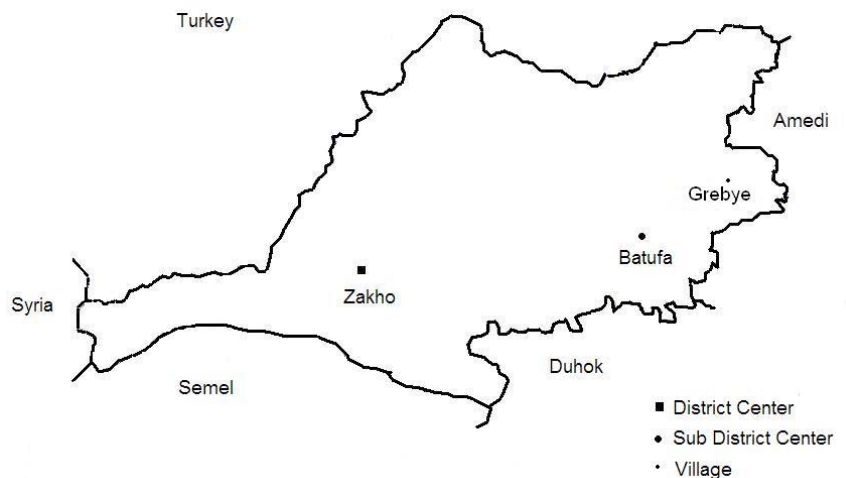 Turkey
Amedi
Grebye
Batufa
Zakho
Syria
Duhok
Semel
District Center
Sub District Center
Village